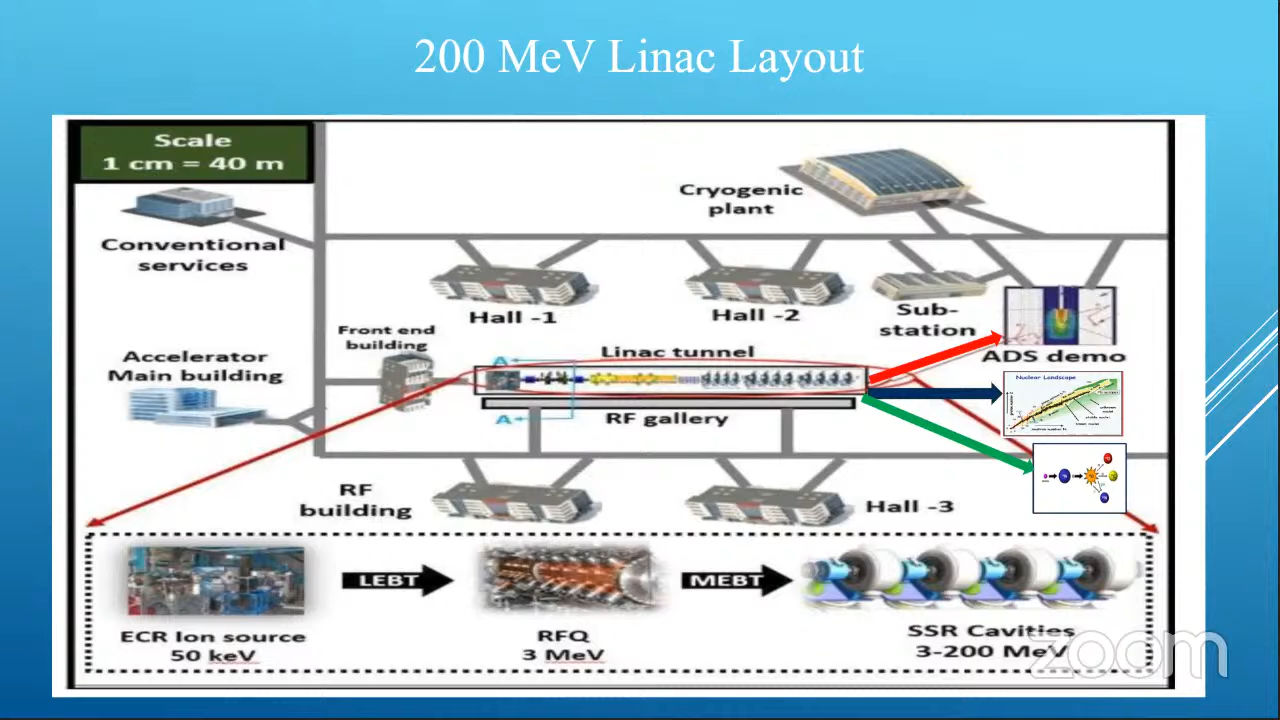 200 MeV Linac Layout
Scale
1 cm = 40 m
Cryogenic
plant
Conventional
services
Hall -1
Hall -2
Sub-
station
Front end
building
Linac tunnel
ADS demo
Accelerator
Main building
A
A
RF gallery
Nuclear Landscape
RF
building
Hall -3
LEBT
MEBT
ECR Ion source
50 keV
RFQ
3 MeV
SSR Cavities
3-200 MeV
zoom